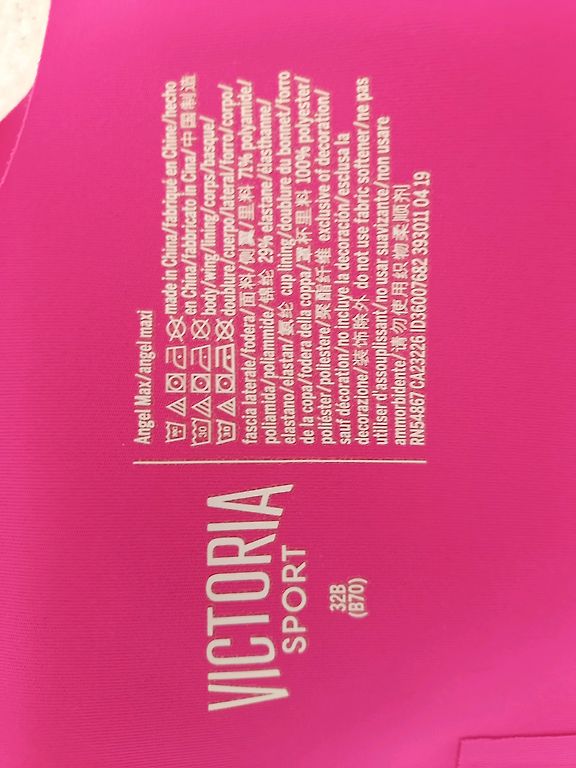 VICTORIA
SPORT
32B
(B70)
Angel Max/angel maxi
made in China/fabriqué en Chine/hecho
en China/fabbricato in Cina/中国制造
body/wing/lining/corps/basque/
doublure/cuerpo/lateral/forro/corpo/
fascia laterale/fodera/面料/侧翼/里料 71% polyamide/
poliamida/poliammide/锦纶 29% elastane/élasthanne/
elastano/elastan/氨纶 cup lining/doublure du bonnet/forro
de la copa/fodera della coppa/罩杯里料 100% polyester/
poliéster/poliestere/聚酯纤维 exclusive of decoration/
sauf décoration/no incluye la decoración/esclusa la
decorazione/装饰除外 do not use fabric softener/ne pas
utiliser d'assouplissant/no usar suavizante/non usare
ammorbidente/请勿使用织物柔顺剂
RN54867 CA23226 ID36007682 393011 04 19